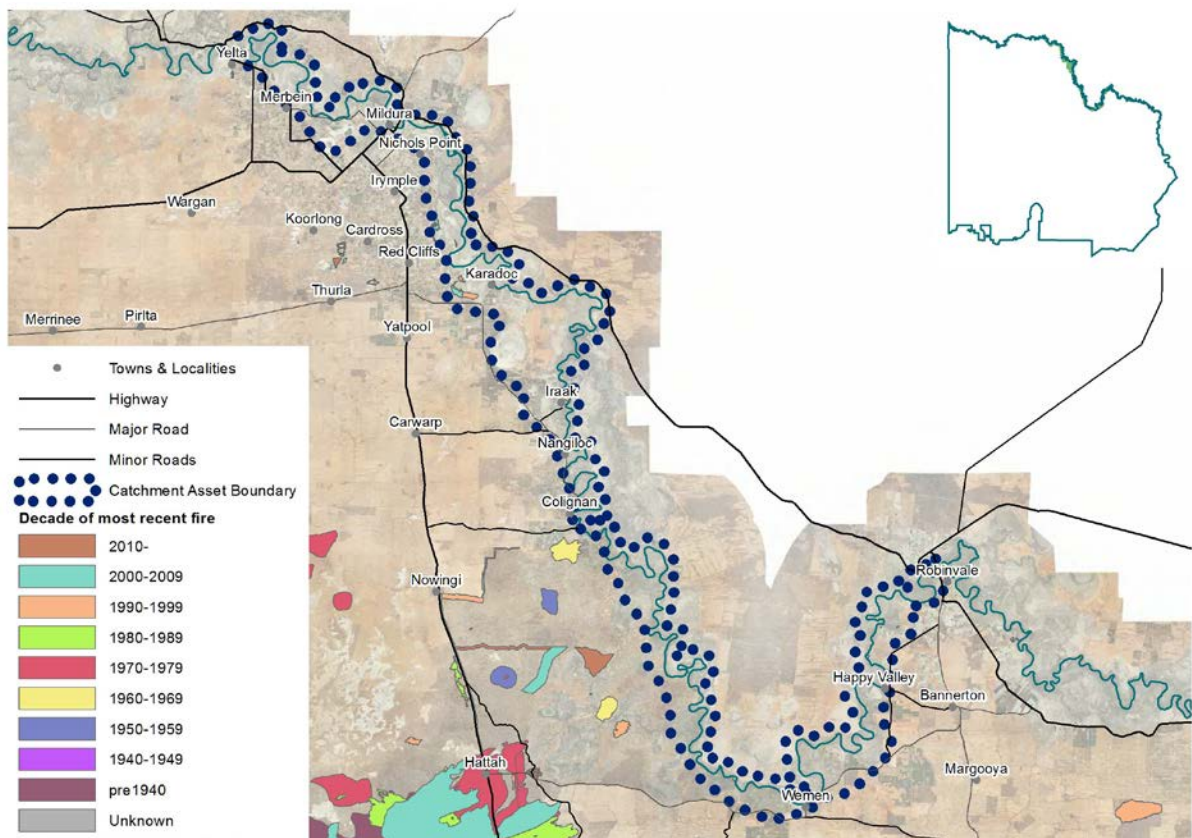 Yelta
Merbein
Mildura
Nichols Point
Irymple
Wargan
Koorlong
Cardross
Red Cliffs
Karadoc
Thurla
Merrinee
Pirlta
Yatpool
Iraak
Carwarp
Nangiloc
Colignan
Nowingi
Robinvale
Happy Valley
Bannerton
Hattah
Margooya
Wemen
Towns & Localities
Highway
Major Road
Minor Roads
Catchment Asset Boundary
Decade of most recent fire
2010-
2000-2009
1990-1999
1980-1989
1970-1979
1960-1969
1950-1959
1940-1949
pre1940
Unknown